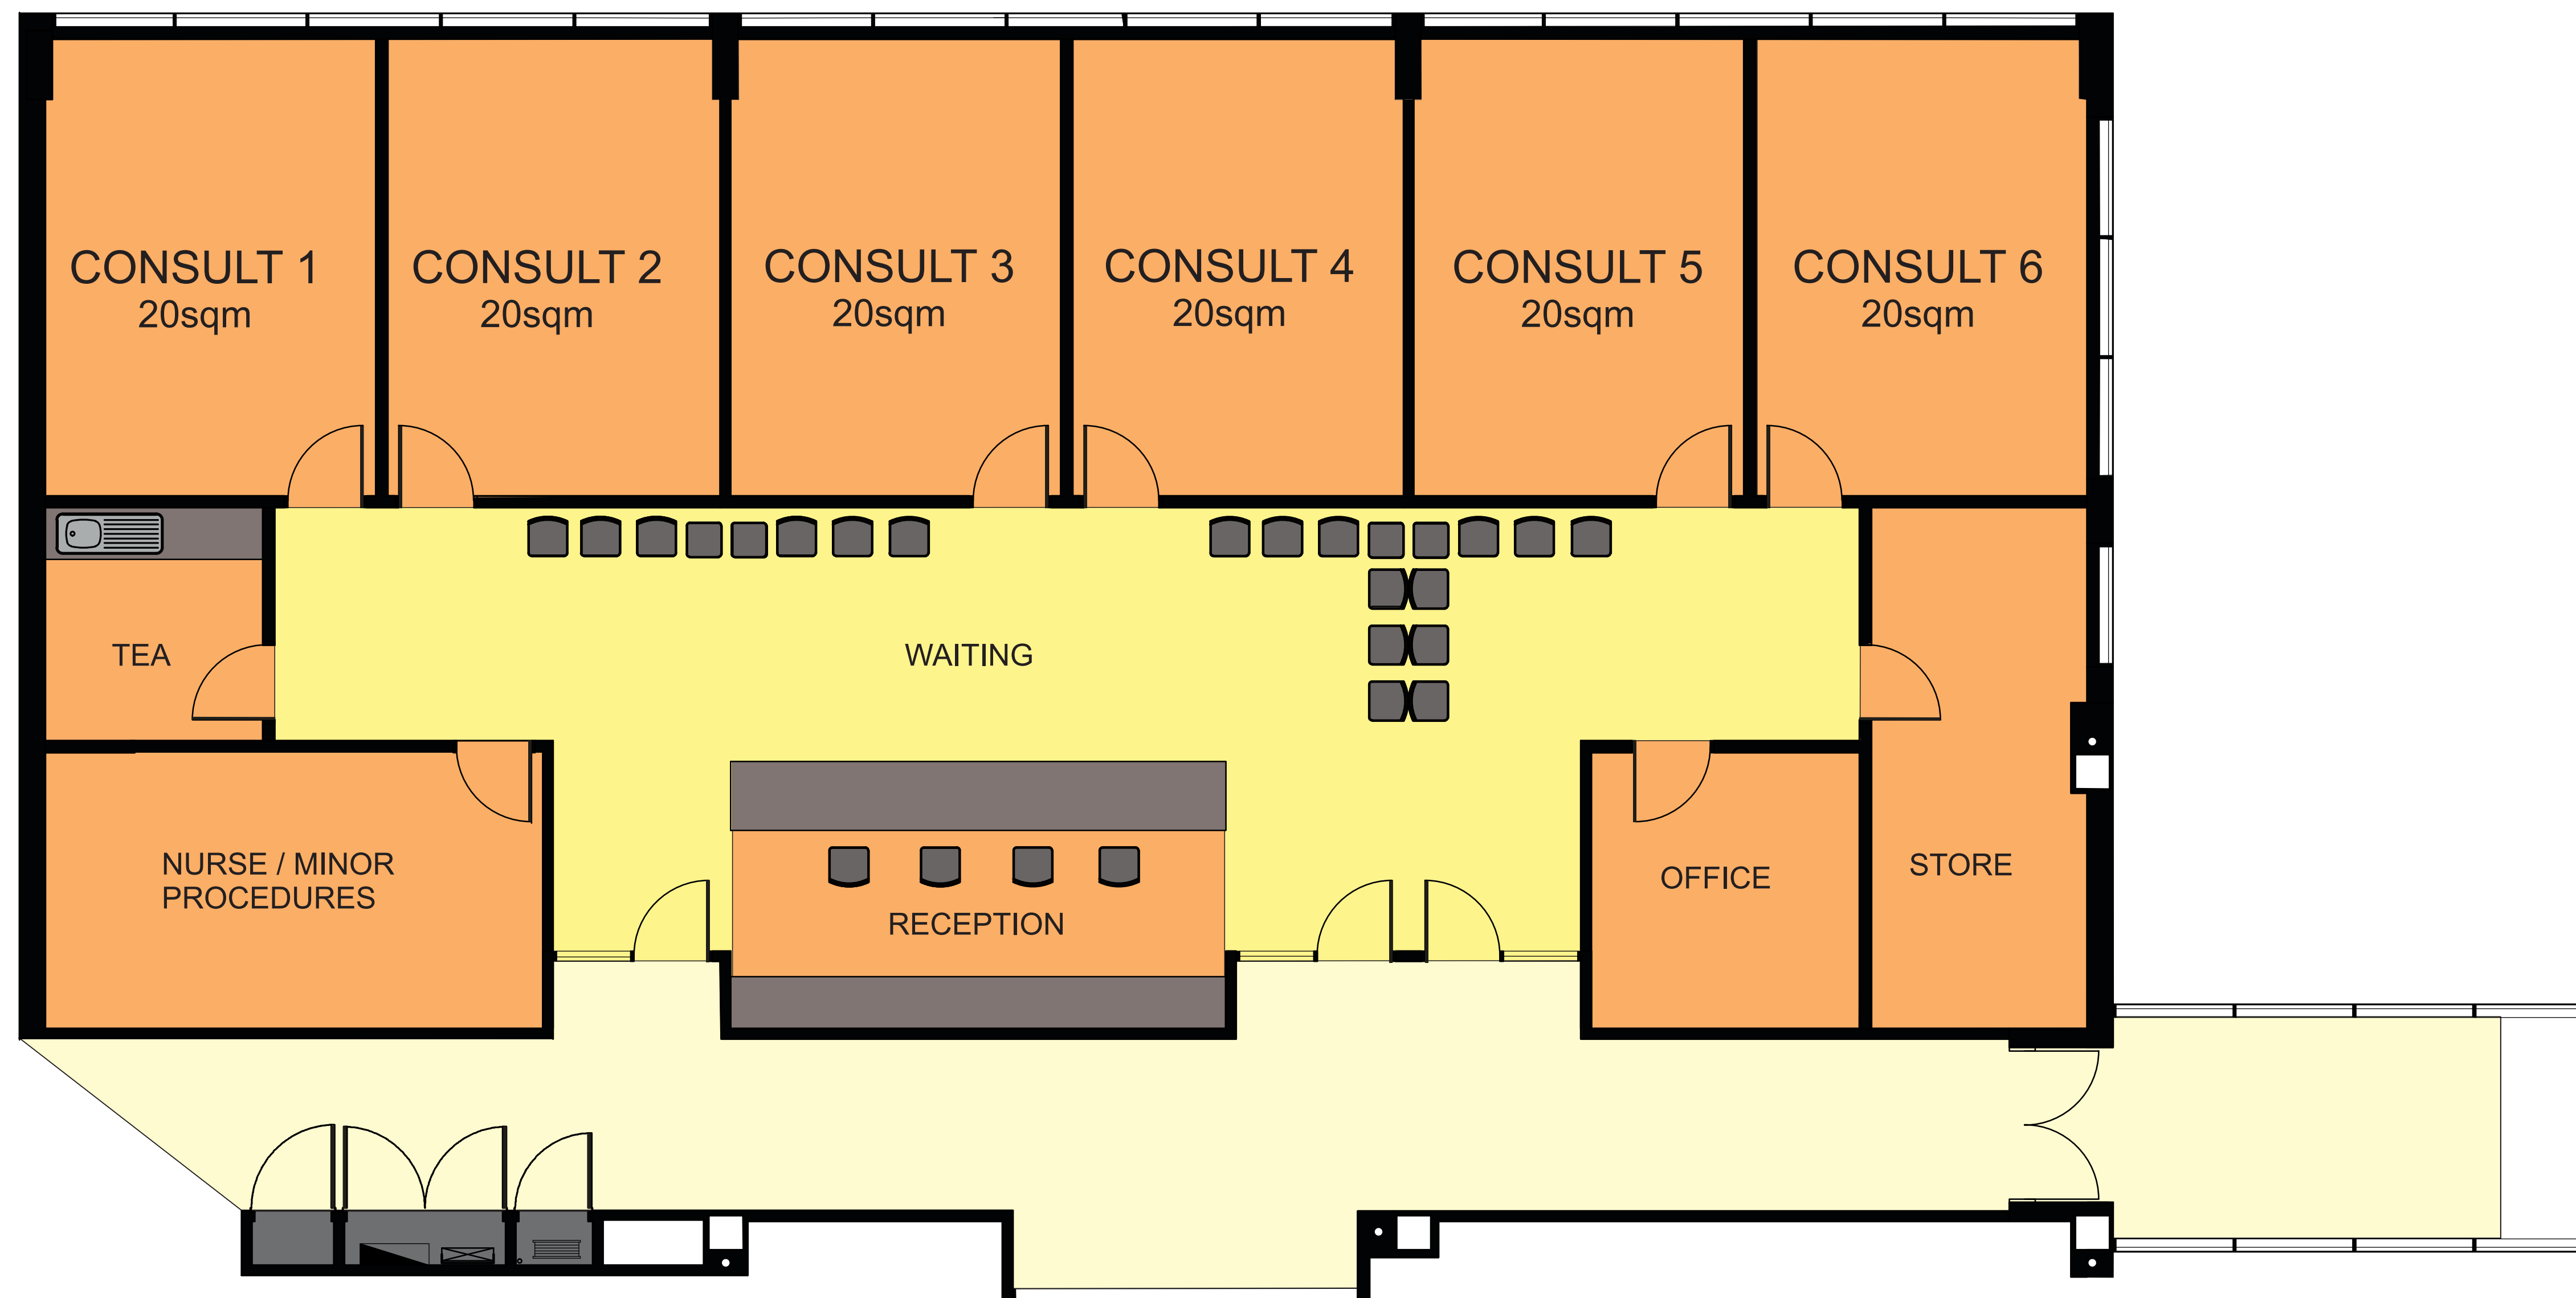 CONSULT 1
20sqm
CONSULT 2
20sqm
CONSULT 3
20sqm
CONSULT 4
20sqm
CONSULT 5
20sqm
CONSULT 6
20sqm
TEA
WAITING
NURSE / MINOR
PROCEDURES
RECEPTION
OFFICE
STORE